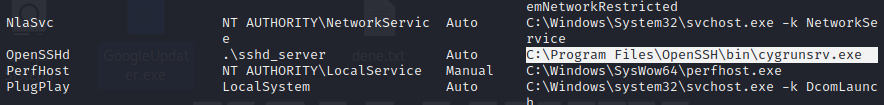 emNetworkRestricted
NlaSvc NT AUTHORITY\NetworkServic Auto C:\Windows\System32\svchost.exe -k NetworkSe
e rvice
OpenSSHd .\sshd_server Auto C:\Program Files\OpenSSH\bin\cygrunsrv.exe
PerfHost NT AUTHORITY\LocalService Manual C:\Windows\SysWow64\perfhost.exe
PlugPlay LocalSystem Auto C:\Windows\system32\svchost.exe -k DcomLaunc
h
GoogleUpdat
er.exe
dene.txt